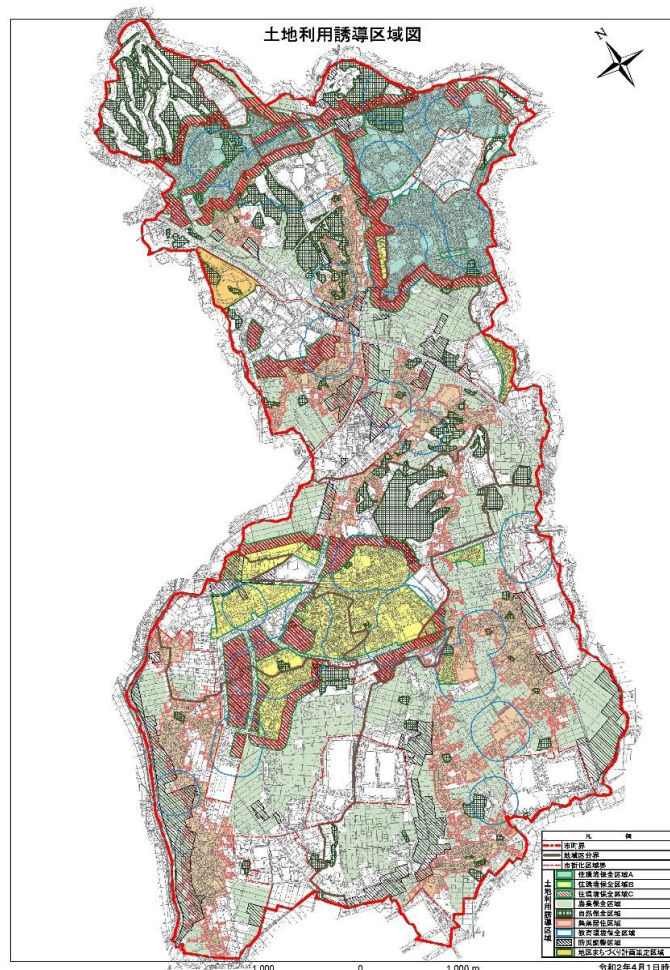 土地利用誘導区域図
N
凡 例
市町界
地域区分界
市街化区域界
土地利用誘導区域
住環境保全区域A
住環境保全区域B
住環境保全区域C
農業保全区域
自然保全区域
集落居住区域
教育環境保全区域
防災調整区域
地区まちづくり計画策定区域
1,000 0 1,000 m
令和2年4月1日時